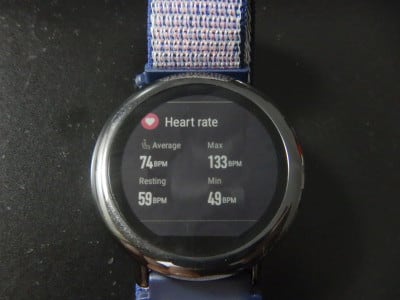 Heart rate
Average Max
74BPM 133BPM
Resting Min
59BPM 49BPM